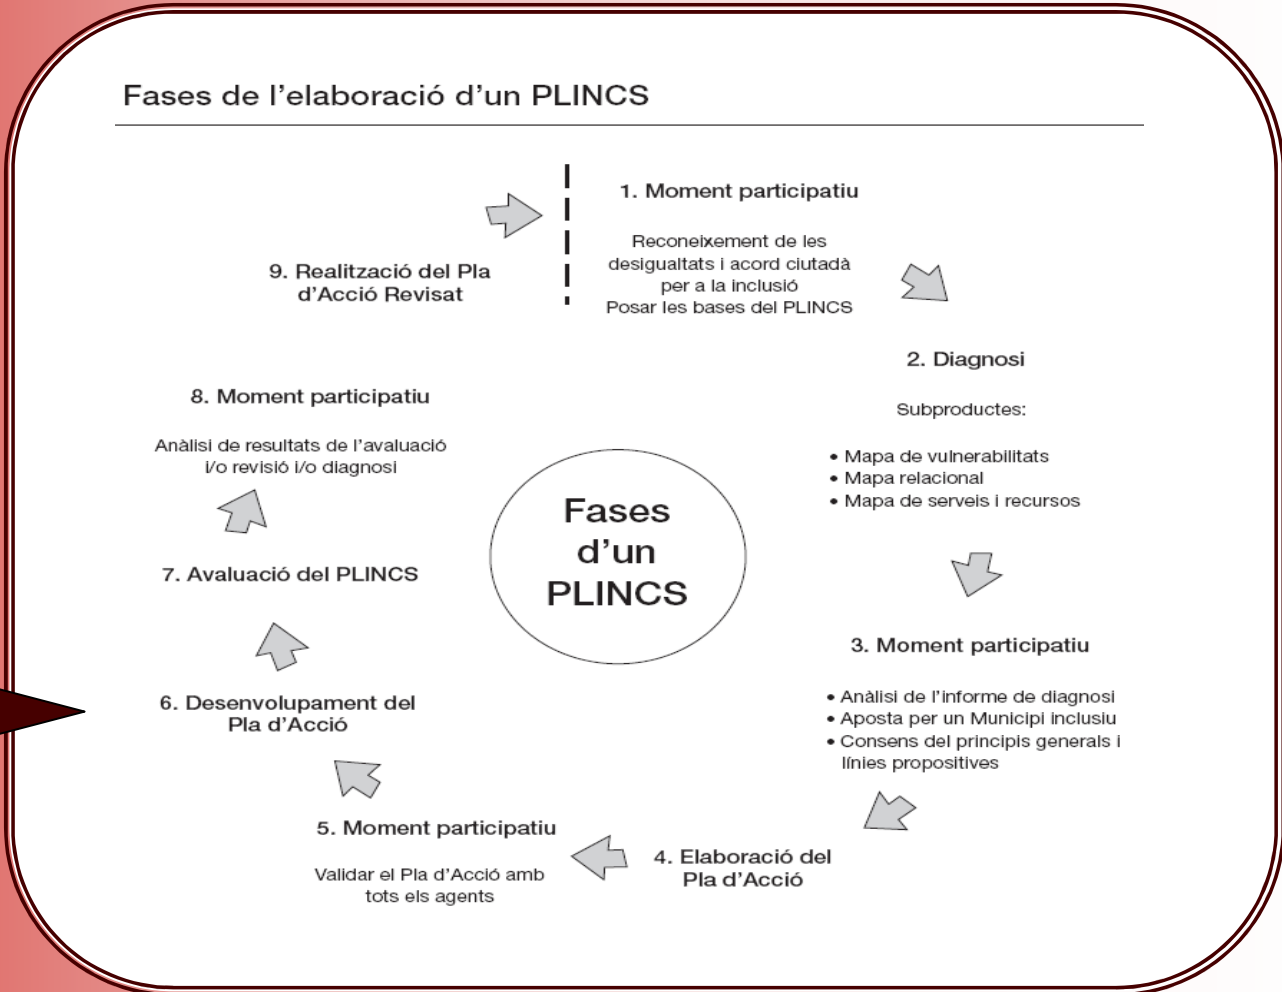 Fases de l'elaboració d'un PLINCS
1. Moment participatiu
Reconeixement de les
desigualtats i acord ciutadà
per a la inclusió
Posar les bases del PLINCS
2. Diagnosi
Subproductes:
• Mapa de vulnerabilitats
• Mapa relacional
• Mapa de serveis i recursos
3. Moment participatiu
• Anàlisi de l'informe de diagnosi
• Aposta per un Municipi inclusiu
• Consens del principis generals i
línies propositives
4. Elaboració del
Pla d'Acció
5. Moment participatiu
Validar el Pla d'Acció amb
tots els agents
6. Desenvolupament del
Pla d'Acció
7. Avaluació del PLINCS
8. Moment participatiu
Anàlisi de resultats de l'avaluació
i/o revisió i/o diagnosi
9. Realització del Pla
d'Acció Revisat
Fases
d'un
PLINCS